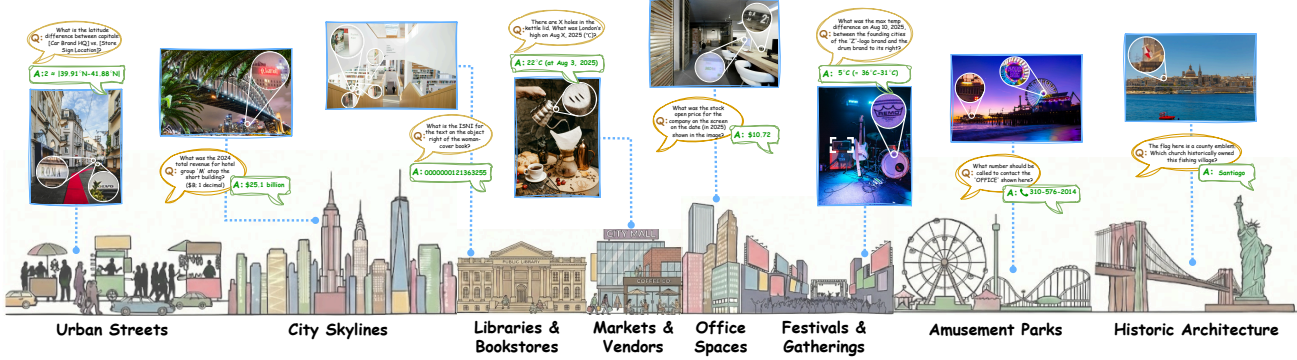 Q: What is the latitude
difference between capitals
[Car Brand HQ] vs. [Store
Sign Location]?
A: 2 ≈ |39.91°N-41.88°N|
Q: What was the 2024
total revenue for hotel
group 'M' atop the
short building?
($B; 1 decimal)
A: $25.1 billion
Q: What is the ISNI for
the text on the object
right of the woman-
cover book?
A: 0000000121363255
Q: There are X holes in the
kettle lid. What was London's
high on Aug X, 2025 (°C)?
A: 22°C (at Aug 3, 2025)
Q: What was the stock
open price for the
company on the screen
on the date (in 2025)
shown in the image?
A: $10.72
Q: What was the max temp
difference on Aug 10, 2025,
between the founding cities
of the 'Z'-logo brand and the
drum brand to its right?
A: 5°C (= 36°C-31°C)
REMO
Q: What number should be
called to contact the
'OFFICE' shown here?
A: 310-576-2014
Q: The flag here is a county emblem.
Which church historically owned
this fishing village?
A: Santiago
PUBLIC LIBRARY
CITY MALL
Urban Streets
City Skylines
Libraries &
Bookstores
Markets &
Vendors
Office
Spaces
Festivals &
Gatherings
Amusement Parks
Historic Architecture